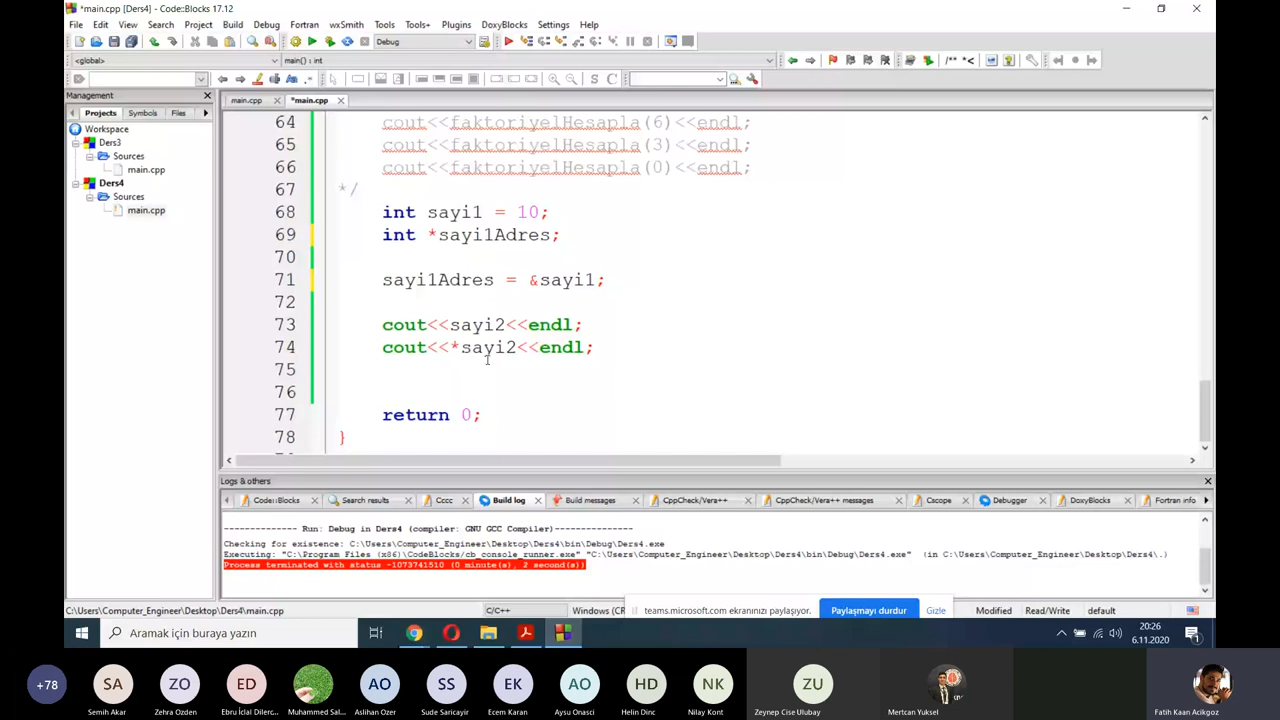 *main.cpp [Ders4] - Code::Blocks 17.12
File Edit View Search Project Build Debug Fortran wxSmith Tools Tools+ Plugins DoxyBlocks Settings Help
Debug
<global> main() : int
/** *<
S C
Management
Projects Symbols Files
main.cpp *main.cpp
Workspace
Ders3
Sources
main.cpp
Ders4
Sources
main.cpp
64 cout<<faktoriyelHesapla(6)<<endl;
65 cout<<faktoriyelHesapla(3)<<endl;
66 cout<<faktoriyelHesapla(0)<<endl;
67 */
68 int sayi1 = 10;
69 int *sayi1Adres;
70
71 sayi1Adres = &sayi1;
72
73 cout<<sayi2<<endl;
74 cout<<*sayi2<<endl;
75
76
77 return 0;
78 }
Logs & others
Code::Blocks Search results Cccc Build log Build messages CppCheck/Vera++ CppCheck/Vera++ messages Cscope Debugger DoxyBlocks Fortran info
-------------- Run: Debug in Ders4 (compiler: GNU GCC Compiler)---------------
Checking for existence: C:\Users\Computer_Engineer\Desktop\Ders4\bin\Debug\Ders4.exe
Executing: "C:\Program Files (x86)\CodeBlocks/cb_console_runner.exe" "C:\Users\Computer_Engineer\Desktop\Ders4\bin\Debug\Ders4.exe" (in C:\Users\Computer_Engineer\Desktop\Ders4\.)
Process terminated with status -1073741510 (0 minute(s), 2 second(s))
teams.microsoft.com ekranınızı paylaşıyor. Paylaşmayı durdur Gizle
C:\Users\Computer_Engineer\Desktop\Ders4\main.cpp C/C++ Windows (CR Modified Read/Write default
Aramak için buraya yazın
20:26
6.11.2020
1
+78 SA ZO ED AO SS EK AO HD NK ZU
Semih Akar Zehra Ozden Ebru İclal Dilerc... Muhammed Sal... Aslihan Ozer Sude Saricayir Ecem Karan Aysu Onasci Helin Dinc Nilay Kont Zeynep Cise Ulubay Mertcan Yuksel Fatih Kaan Acikgoz